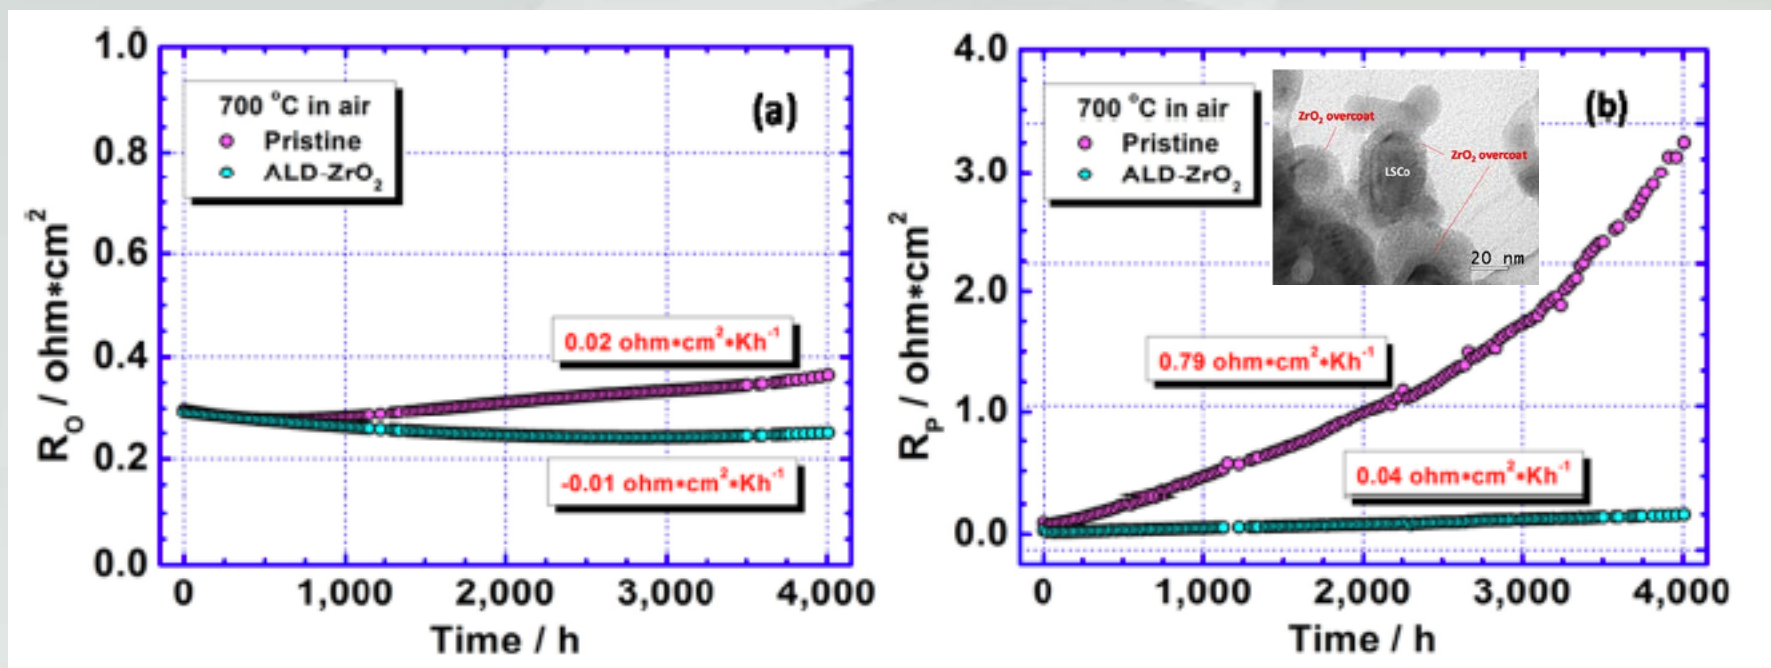 1.0
0.8
0.6
0.4
0.2
0.0
R_O / ohm*cm²
700 °C in air
Pristine
ALD-ZrO₂
(a)
0.02 ohm•cm²•Kh⁻¹
-0.01 ohm•cm²•Kh⁻¹
0 1,000 2,000 3,000 4,000
Time / h
4.0
3.0
2.0
1.0
0.0
R_P / ohm*cm²
700 °C in air
Pristine
ALD-ZrO₂
ZrO₂ overcoat
ZrO₂ overcoat
LSCo
20 nm
(b)
0.79 ohm•cm²•Kh⁻¹
0.04 ohm•cm²•Kh⁻¹
0 1,000 2,000 3,000 4,000
Time / h